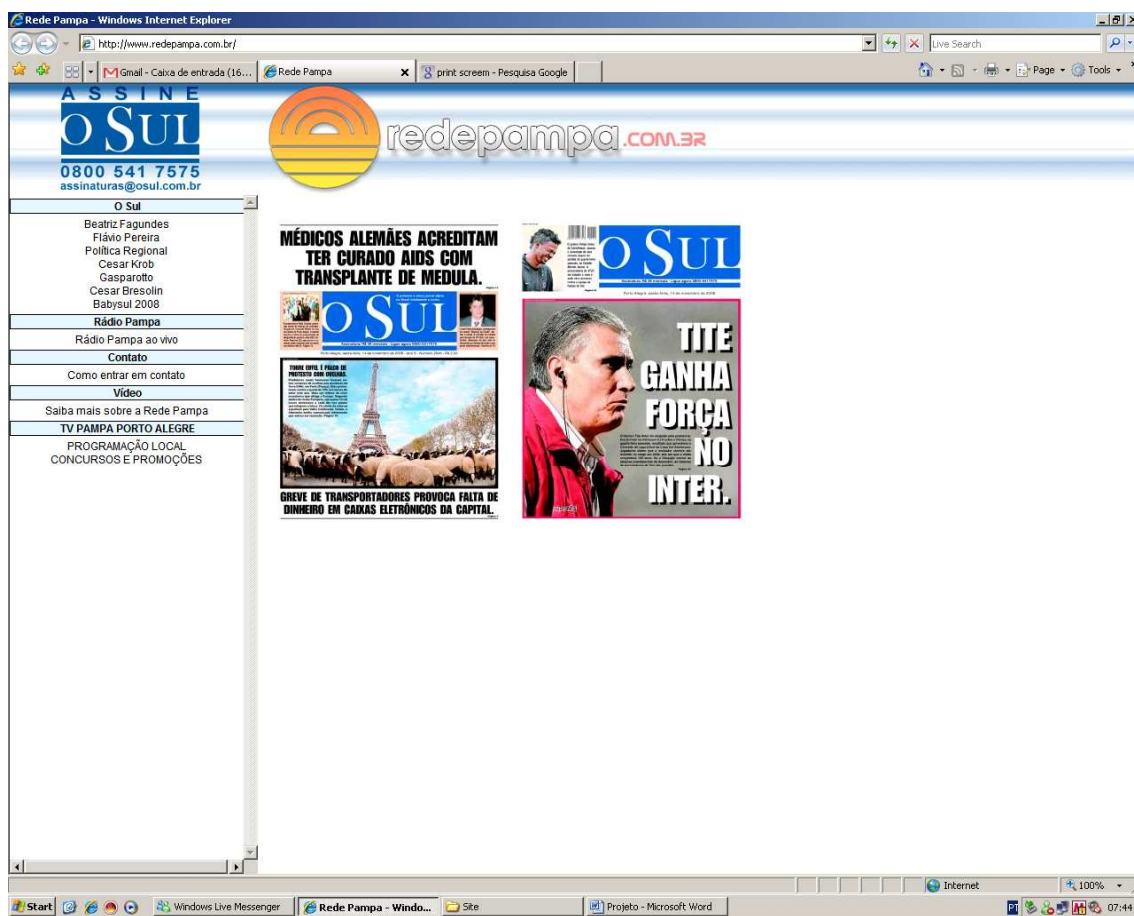 Rede Pampa - Windows Internet Explorer
http://www.redepampa.com.br/
Live Search
Gmail - Caixa de entrada (16...
Rede Pampa
print screem - Pesquisa Google
Page
Tools
ASSINE
O SUL
0800 541 7575
assinaturas@osul.com.br
redepampa.COM.BR
O Sul
Beatriz Fagundes
Flávio Pereira
Política Regional
Cesar Krob
Gasparotto
Cesar Bresolin
Babysul 2008
Rádio Pampa
Rádio Pampa ao vivo
Contato
Como entrar em contato
Vídeo
Saiba mais sobre a Rede Pampa
TV PAMPA PORTO ALEGRE
PROGRAMAÇÃO LOCAL
CONCURSOS E PROMOÇÕES
MÉDICOS ALEMÃES ACREDITAM
TER CURADO AIDS COM
TRANSPLANTE DE MEDULA.
O SUL
TORRE EIFFEL É PALCO DE
PROTESTO COM OVELHAS.
GREVE DE TRANSPORTADORES PROVOCA FALTA DE
DINHEIRO EM CAIXAS ELETRÔNICOS DA CAPITAL.
O SUL
TITE
GANHA
FORÇA
NO
INTER.
Internet
100%
Start
Windows Live Messenger
Rede Pampa - Windo...
Site
Projeto - Microsoft Word
PT
07:44